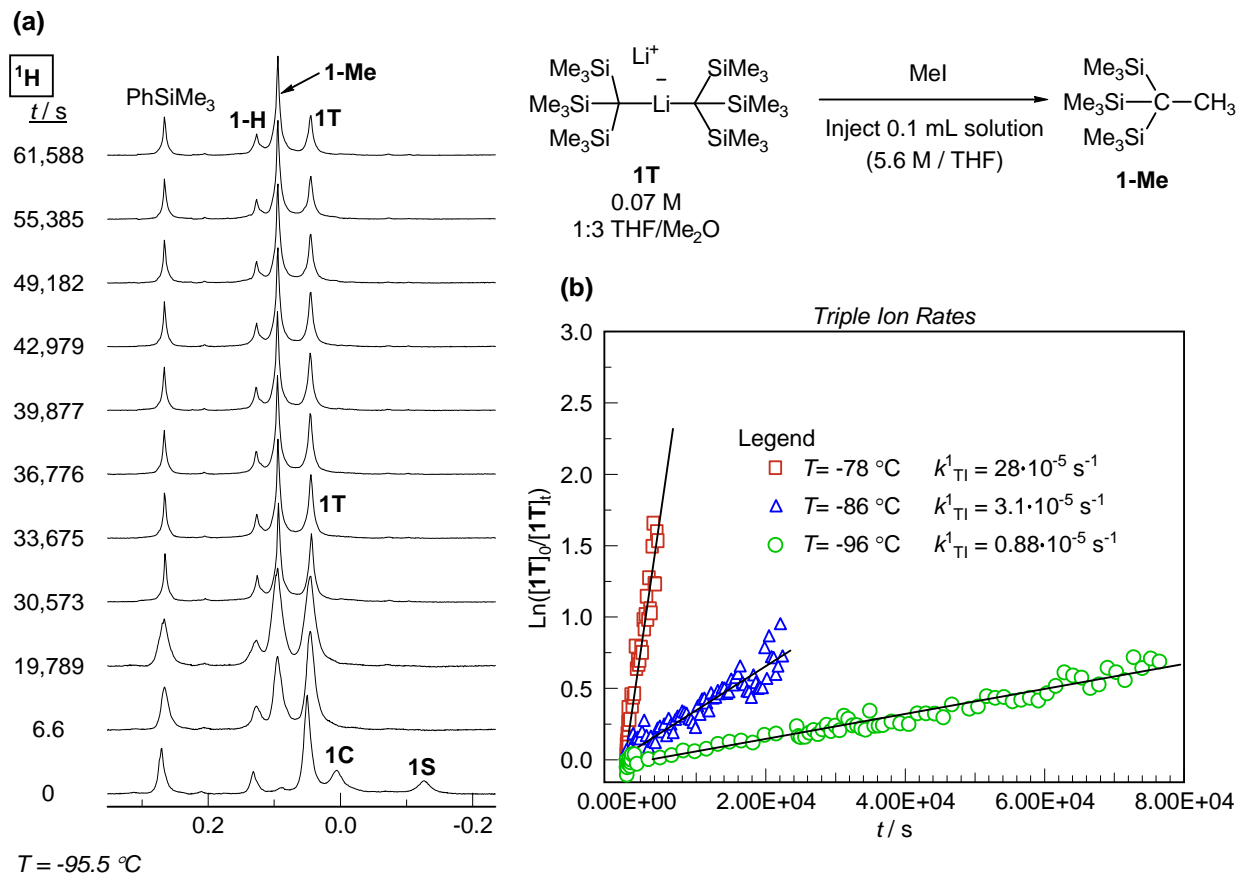 (a)
¹H
t / s
PhSiMe₃
1-H
1-Me
1T
61,588
55,385
49,182
42,979
39,877
36,776
33,675
1T
30,573
19,789
6.6
1C
1S
0
0.2 0.0 -0.2
T = -95.5 °C
Li⁺
Me₃Si
SiMe₃
–
Me₃Si
Li
SiMe₃
Me₃Si
SiMe₃
1T
0.07 M
1:3 THF/Me₂O
MeI
Inject 0.1 mL solution
(5.6 M / THF)
Me₃Si
Me₃Si C CH₃
Me₃Si
1-Me
(b)
Triple Ion Rates
Ln([1T]₀/[1T]ₜ)
3.0
2.5
2.0
1.5
1.0
0.5
0.0
Legend
T= -78 °C k¹TI = 28·10⁻⁵ s⁻¹
T= -86 °C k¹TI = 3.1·10⁻⁵ s⁻¹
T= -96 °C k¹TI = 0.88·10⁻⁵ s⁻¹
0.000E+00 2.00E+04 4.00E+04 6.00E+04 80E+04
t / s